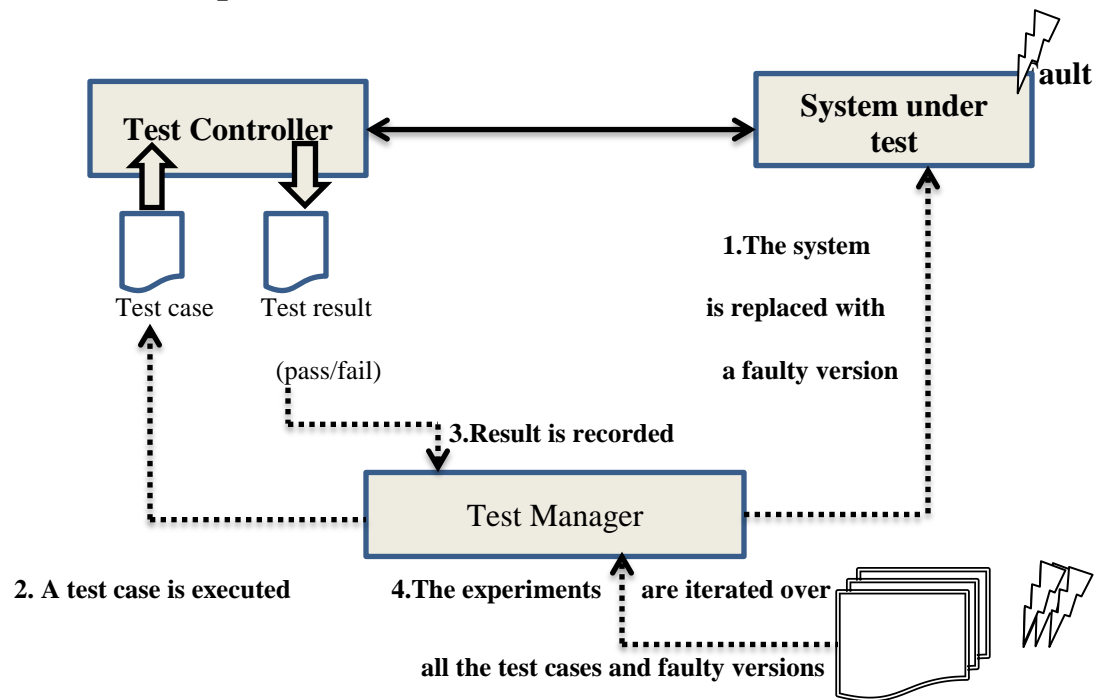 ault
Test Controller
System under
test
1.The system
Test case
Test result
is replaced with
(pass/fail)
a faulty version
3.Result is recorded
Test Manager
2. A test case is executed
4.The experiments
are iterated over
all the test cases and faulty versions